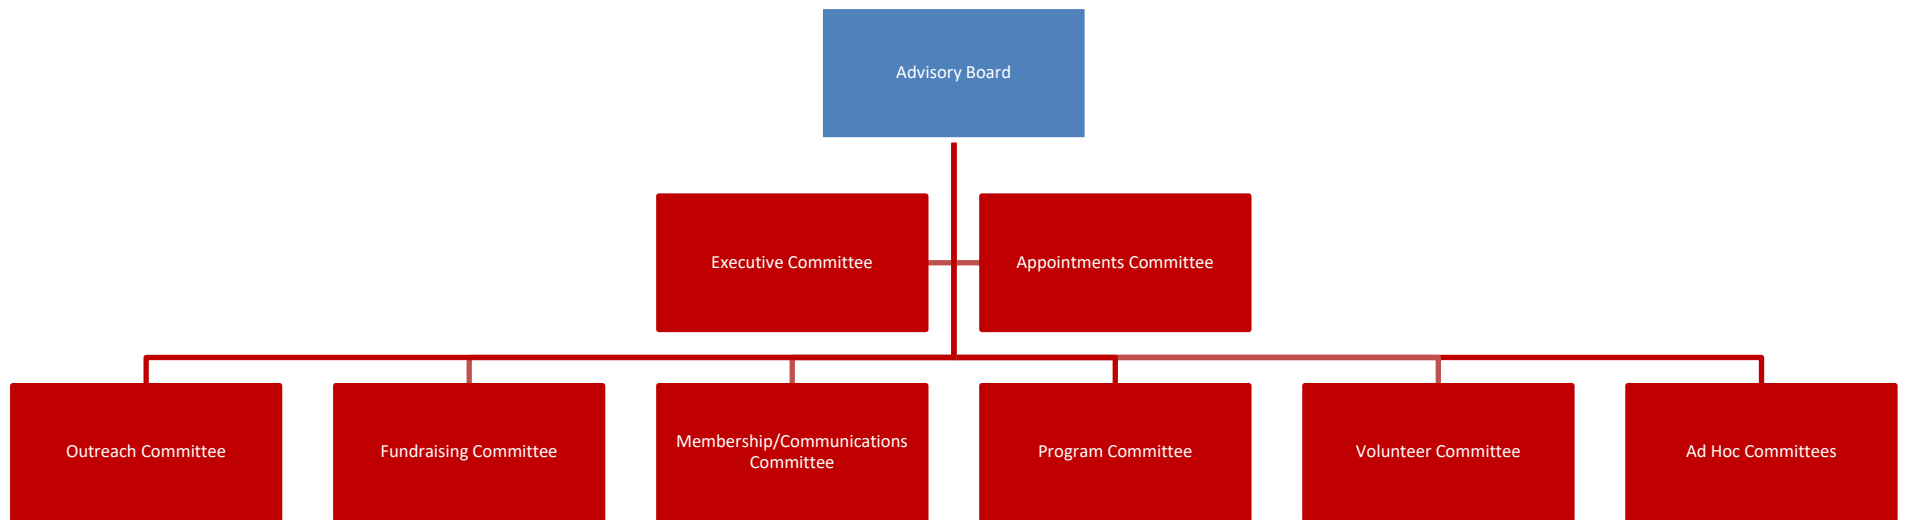 Advisory Board
Executive Committee
Appointments Committee
Outreach Committee
Fundraising Committee
Membership/Communications
Committee
Program Committee
Volunteer Committee
Ad Hoc Committees